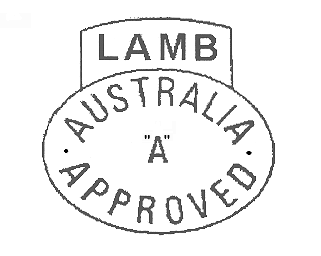 LAMB
AUSTRALIA
"A"
· APPROVED ·